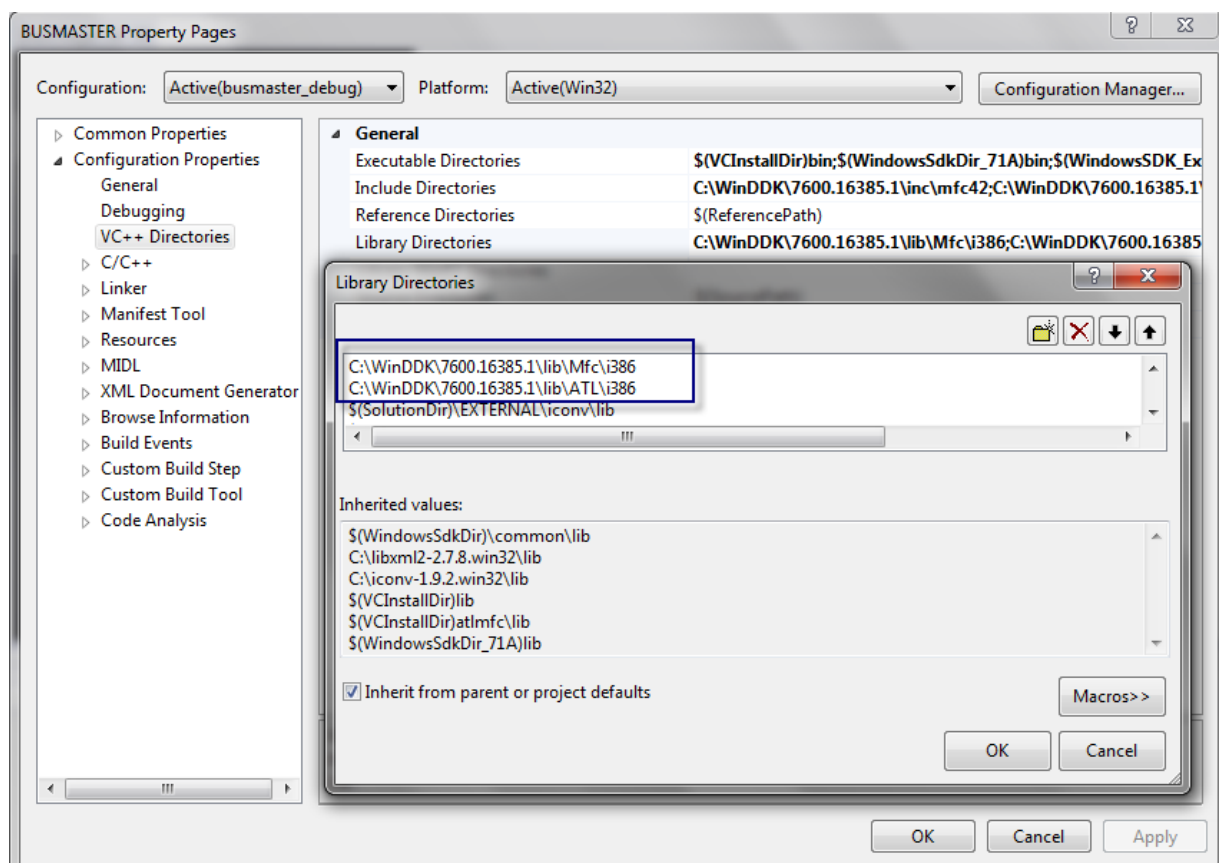 BUSMASTER Property Pages
Configuration: Active(busmaster_debug) Platform: Active(Win32) Configuration Manager...
Common Properties
Configuration Properties
General
Debugging
VC++ Directories
C/C++
Linker
Manifest Tool
Resources
MIDL
XML Document Generator
Browse Information
Build Events
Custom Build Step
Custom Build Tool
Code Analysis
General
Executable Directories $(VCInstallDir)bin;$(WindowsSdkDir_71A)bin;$(WindowsSDK_Ex
Include Directories C:\WinDDK\7600.16385.1\inc\mfc42;C:\WinDDK\7600.16385.1\
Reference Directories $(ReferencePath)
Library Directories C:\WinDDK\7600.16385.1\lib\Mfc\i386;C:\WinDDK\7600.16385
Library Directories
C:\WinDDK\7600.16385.1\lib\Mfc\i386
C:\WinDDK\7600.16385.1\lib\ATL\i386
$(SolutionDir)\EXTERNAL\iconv\lib
Inherited values:
$(WindowsSdkDir)\common\lib
C:\libxml2-2.7.8.win32\lib
C:\iconv-1.9.2.win32\lib
$(VCInstallDir)lib
$(VCInstallDir)atlmfc\lib
$(WindowsSdkDir_71A)lib
Inherit from parent or project defaults
Macros>>
OK Cancel
OK Cancel Apply